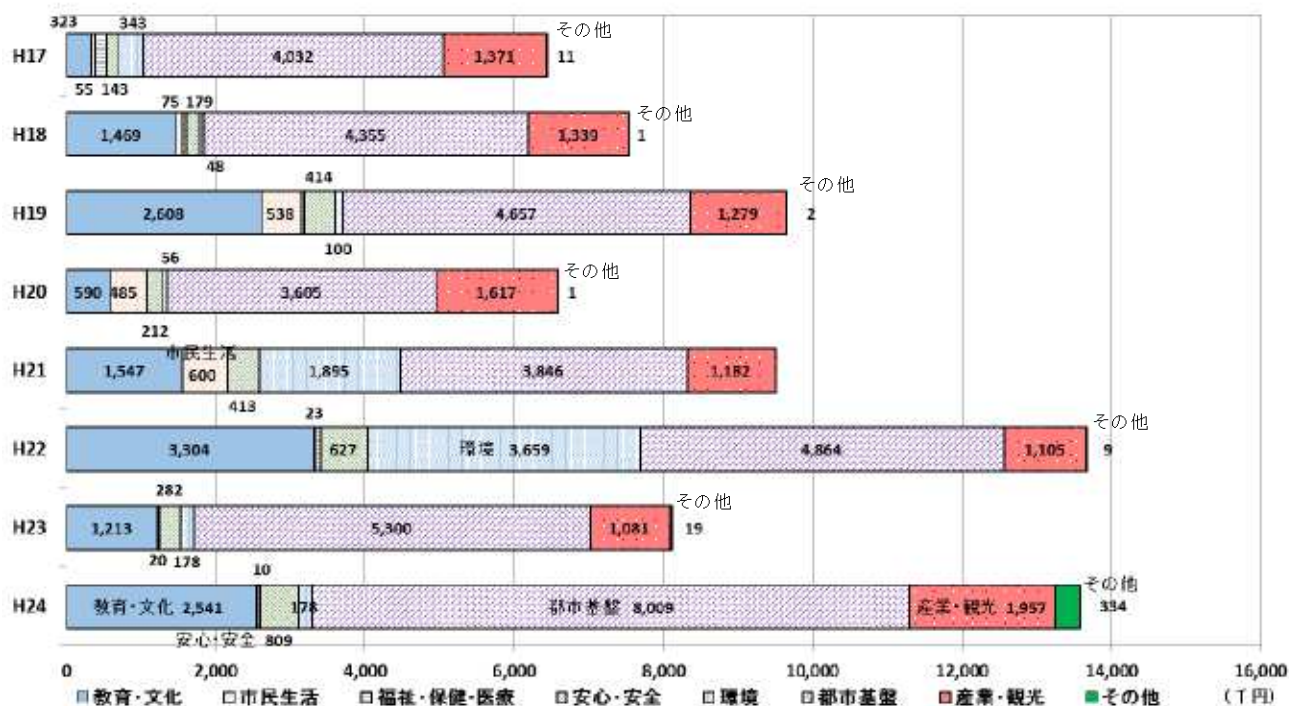 323 343 その他
H17 4,032 1,371 11
55 143
75 179 その他
H18 1,469 4,355 1,339 1
48
414 その他
H19 2,608 538 4,657 1,279 2
100
56 その他
H20 590 485 3,605 1,617 1
212
市民生活
H21 1,547 600 1,895 3,846 1,182
413
23 その他
H22 3,304 627 環境 3,659 4,864 1,105 9
282 その他
H23 1,213 5,300 1,081 19
20 178
10 その他
H24 教育・文化 2,541 178 都市基盤 8,009 産業・観光 1,957 334
安心・安全 809
0 2,000 4,000 6,000 8,000 10,000 12,000 14,000 16,000
教育・文化 市民生活 福祉・保健・医療 安心・安全 環境 都市基盤 産業・観光 その他 (千円)